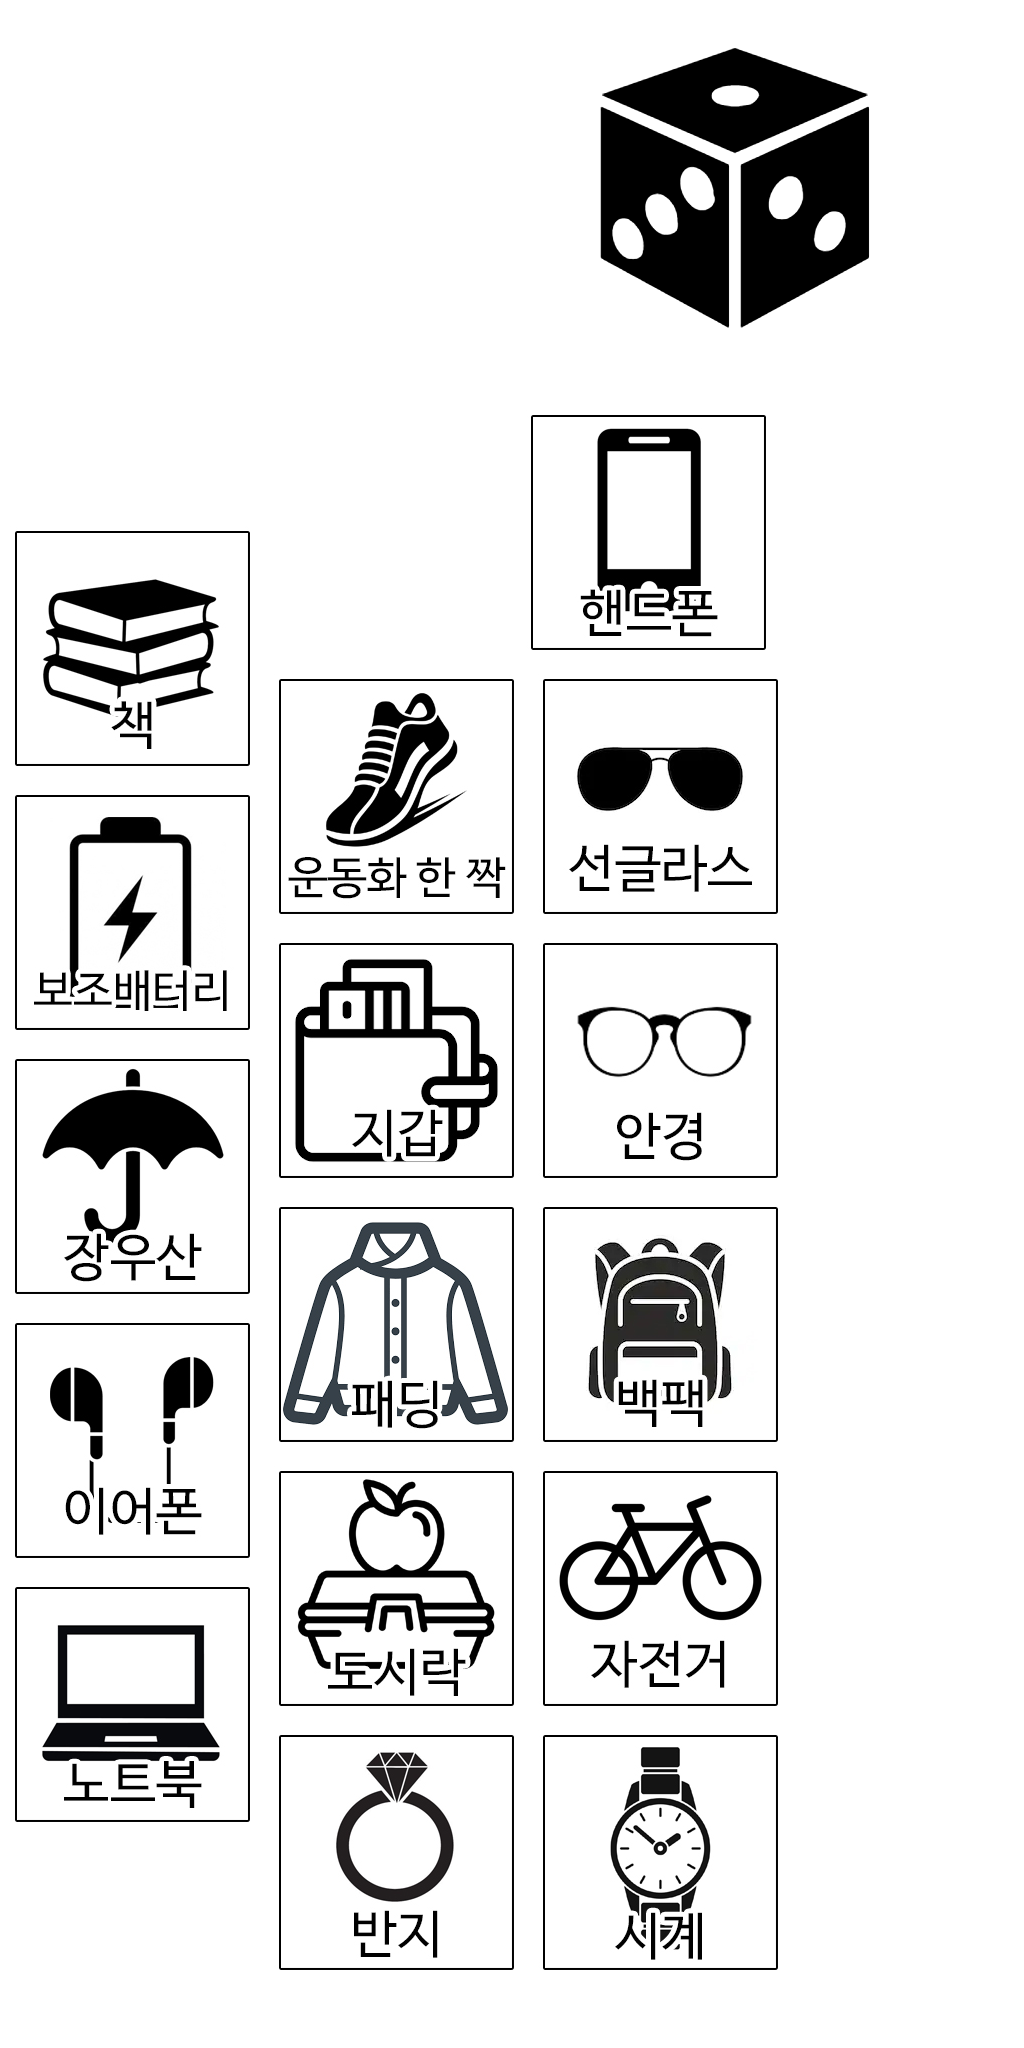 핸드폰
책
운동화 한 짝
선글라스
보조배터리
지갑
안경
장우산
패딩
백팩
이어폰
도시락
자전거
노트북
반지
시계